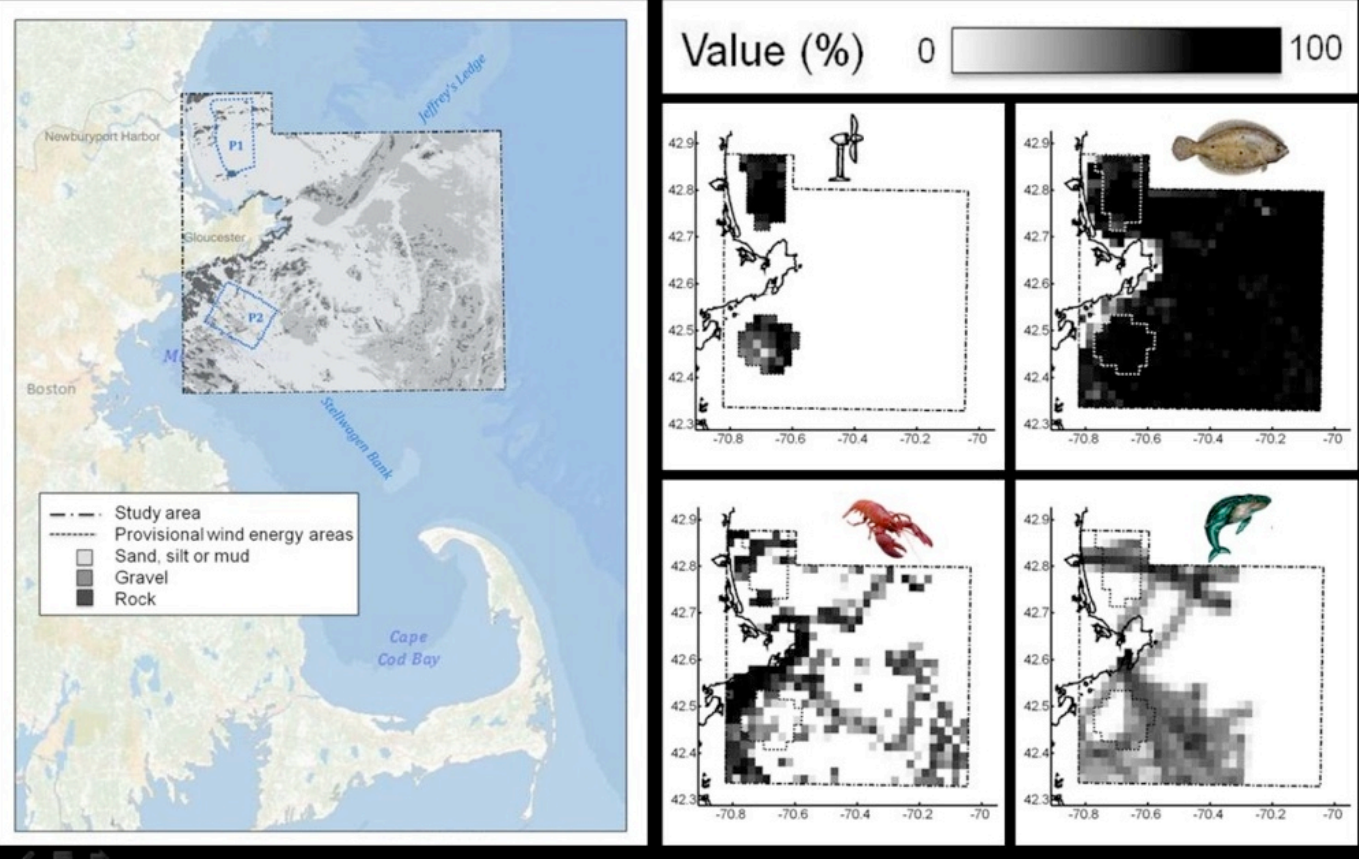 Jeffrey's Ledge
Newburyport Harbor
P1
Gloucester
P2
M
Boston
Stellwagen Bank
Study area
Provisional wind energy areas
Sand, silt or mud
Gravel
Rock
Cape
Cod Bay
Value (%) 0 100
42.9
42.8
42.7
42.6
42.5
42.4
42.3
-70.8 -70.6 -70.4 -70.2 -70
42.9
42.8
42.7
42.6
42.5
42.4
42.3
-70.8 -70.6 -70.4 -70.2 -70
42.9
42.8
42.7
42.6
42.5
42.4
42.3
-70.8 -70.6 -70.4 -70.2 -70
42.9
42.8
42.7
42.6
42.5
42.4
42.3
-70.8 -70.6 -70.4 -70.2 -70